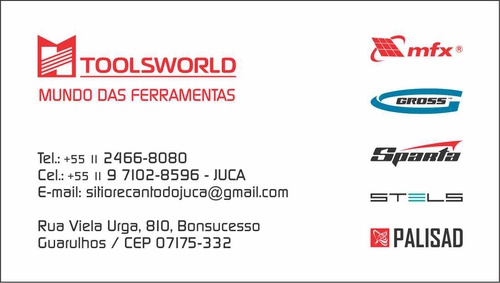 TOOLSWORLD
MUNDO DAS FERRAMENTAS
Tel.: +55 11 2466-8080
Cel.: +55 11 9 7102-8596 - JUCA
E-mail: sitiorecantodojuca@gmail.com
Rua Viela Urga, 810, Bonsucesso
Guarulhos / CEP 07175-332
mfx ®
GROSS
Sparta
STELS
PALISAD